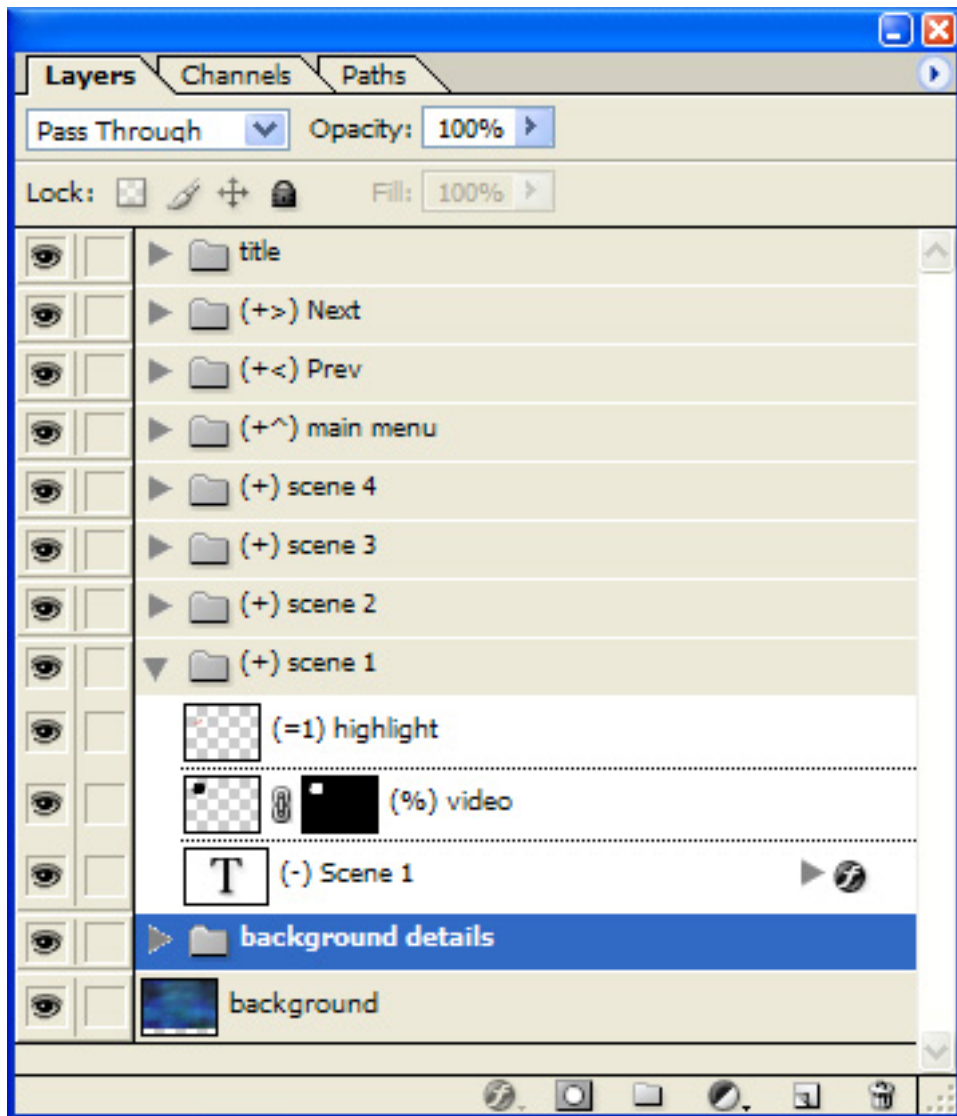 Layers Channels Paths
Pass Through Opacity: 100%
Lock: Fill: 100%
title
(+>) Next
(+<) Prev
(+^) main menu
(+) scene 4
(+) scene 3
(+) scene 2
(+) scene 1
(=1) highlight
(%) video
T (-) Scene 1
background details
background